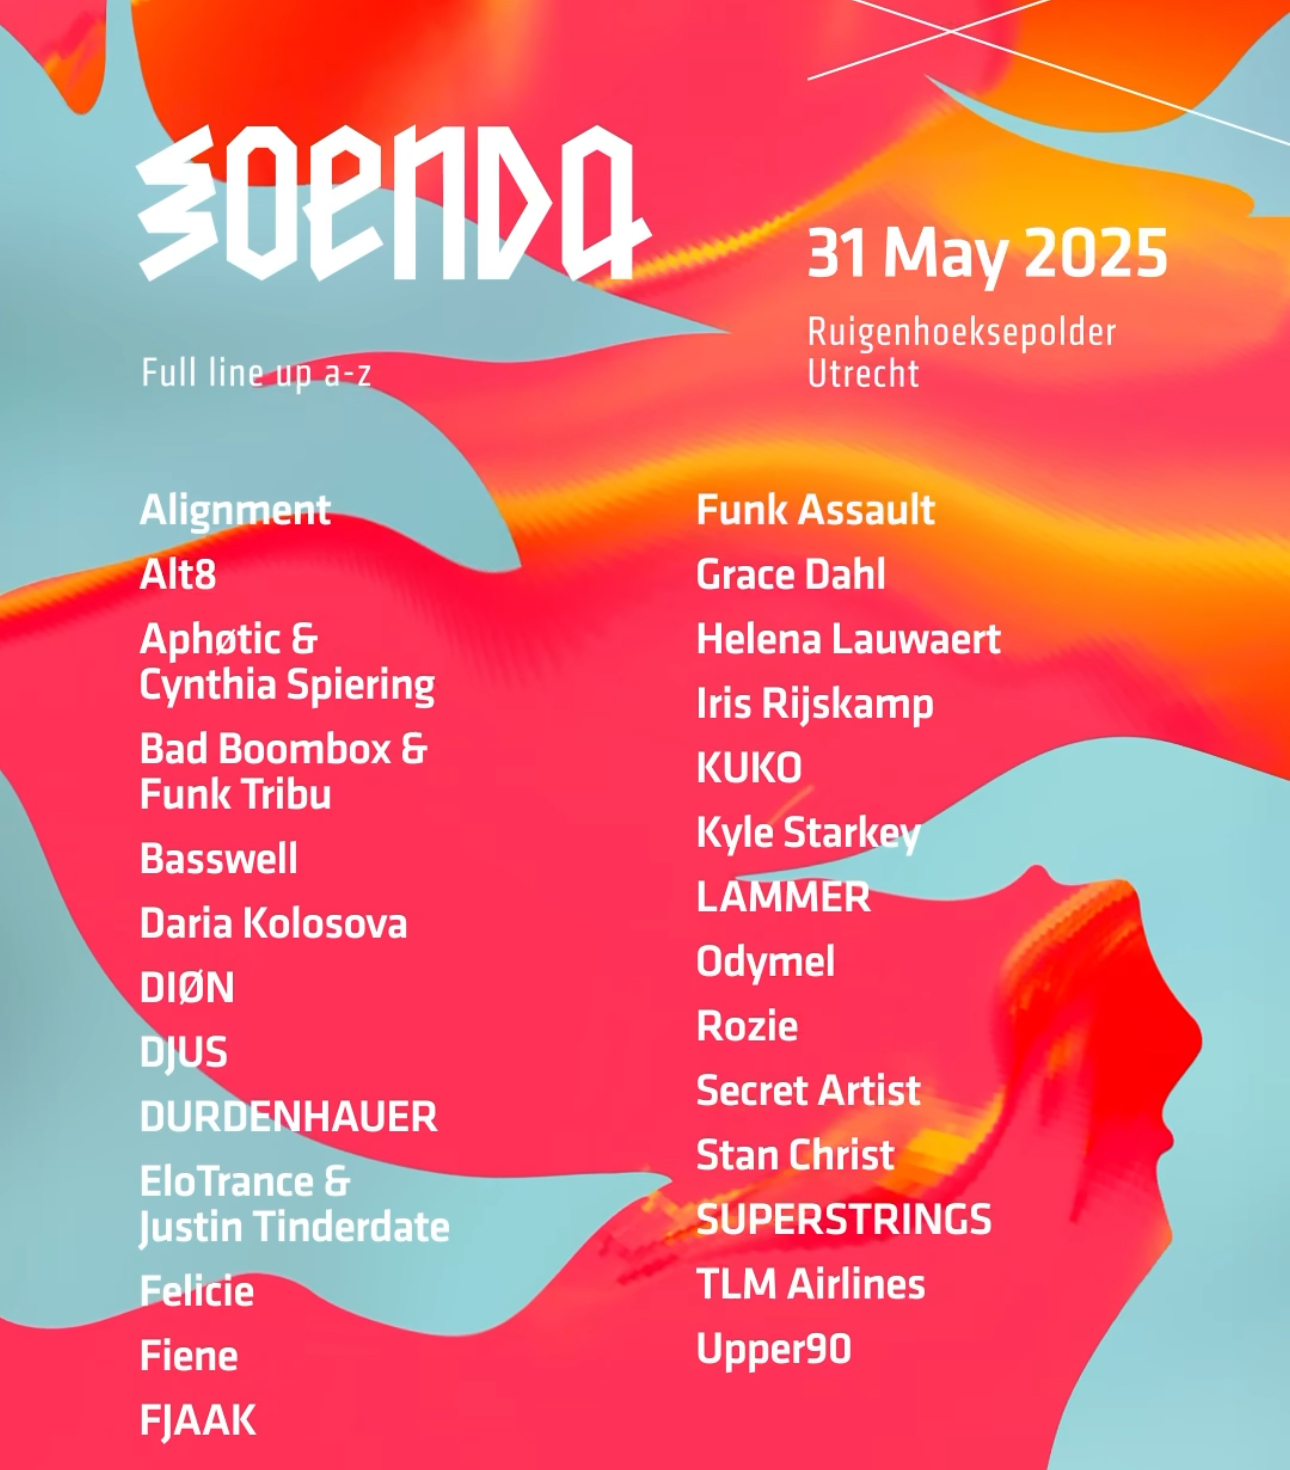 SOENDA
31 May 2025
Ruigenhoeksepolder
Utrecht
Full line up a-z
Alignment
Alt8
Aphøtic &
Cynthia Spiering
Bad Boombox &
Funk Tribu
Basswell
Daria Kolosova
DIØN
DJUS
DURDENHAUER
EloTrance &
Justin Tinderdate
Felicie
Fiene
FJAAK
Funk Assault
Grace Dahl
Helena Lauwaert
Iris Rijskamp
KUKO
Kyle Starkey
LAMMER
Odymel
Rozie
Secret Artist
Stan Christ
SUPERSTRINGS
TLM Airlines
Upper90